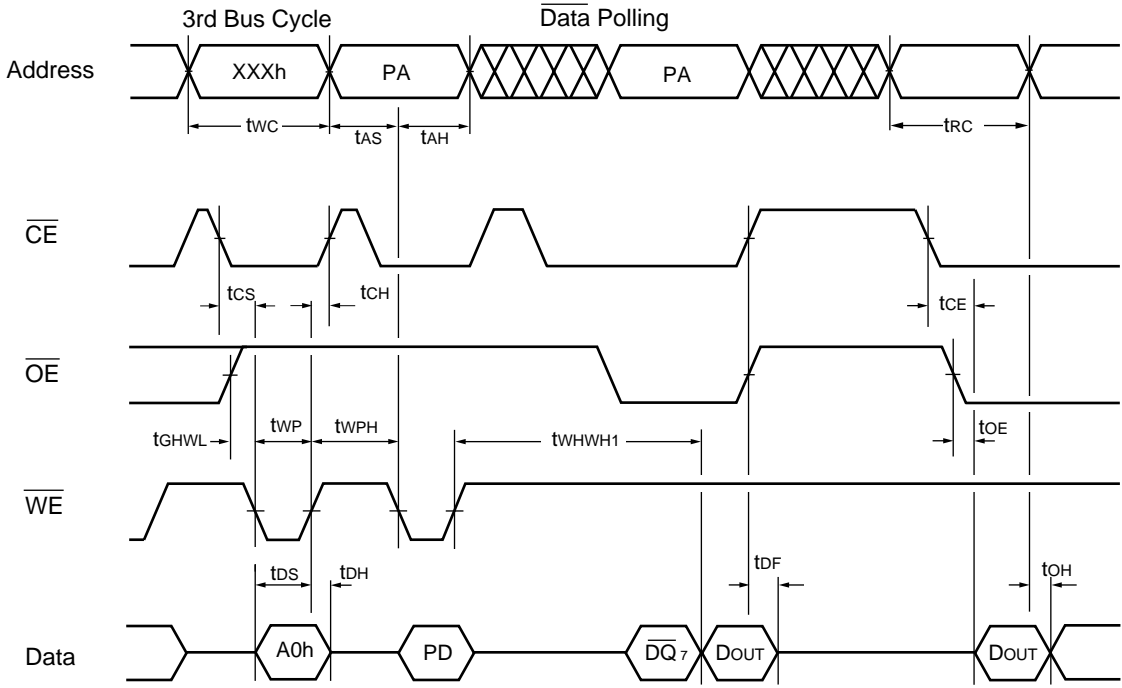 3rd Bus Cycle
Data Polling
Address
XXXh
PA
PA
tWC
tAS
tAH
tRC
CE
tCS
tCH
tCE
OE
tGHWL
tWP
tWPH
tWHWH1
tOE
WE
tDS
tDH
tDF
tOH
Data
A0h
PD
DQ7
DOUT
DOUT